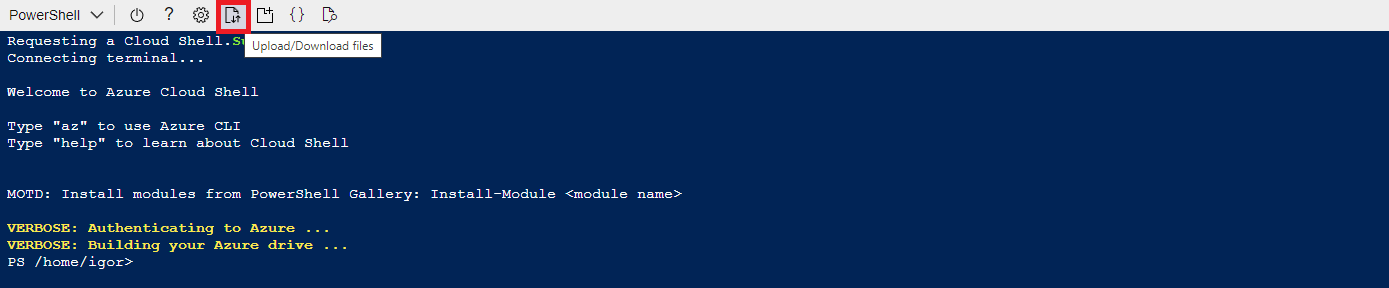 PowerShell
?
{}
Requesting a Cloud Shell.
Upload/Download files
Connecting terminal...
Welcome to Azure Cloud Shell
Type "az" to use Azure CLI
Type "help" to learn about Cloud Shell
MOTD: Install modules from PowerShell Gallery: Install-Module <module name>
VERBOSE: Authenticating to Azure ...
VERBOSE: Building your Azure drive ...
PS /home/igor>